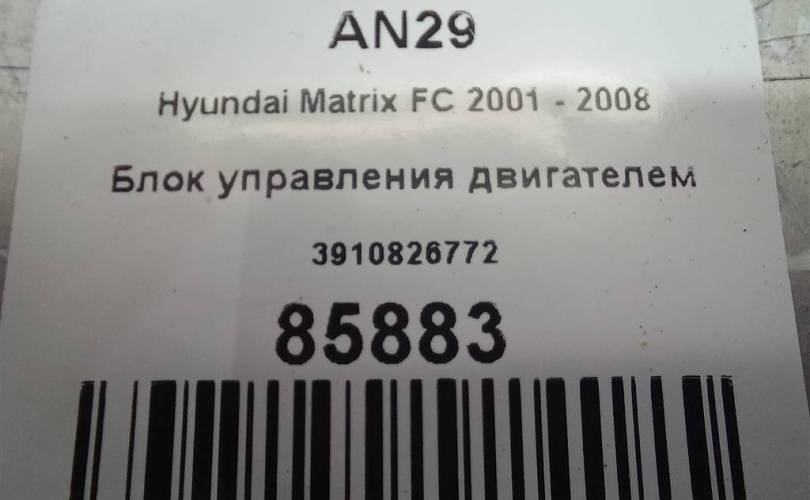 AN29
Hyundai Matrix FC 2001 - 2008
Блок управления двигателем
3910826772
85883